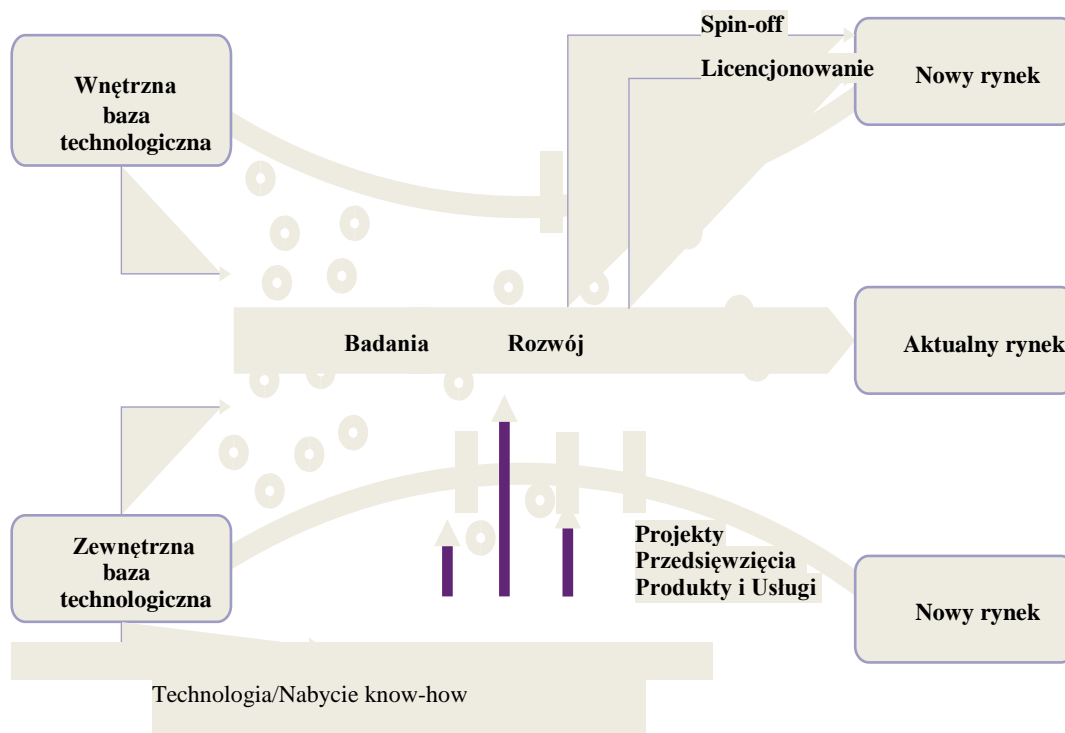 Spin-off
Licencjonowanie
Wnętrzna
baza
technologiczna
Nowy rynek
Badania
Rozwój
Aktualny rynek
Zewnętrzna
baza
technologiczna
Projekty
Przedsięwzięcia
Produkty i Usługi
Nowy rynek
Technologia/Nabycie know-how